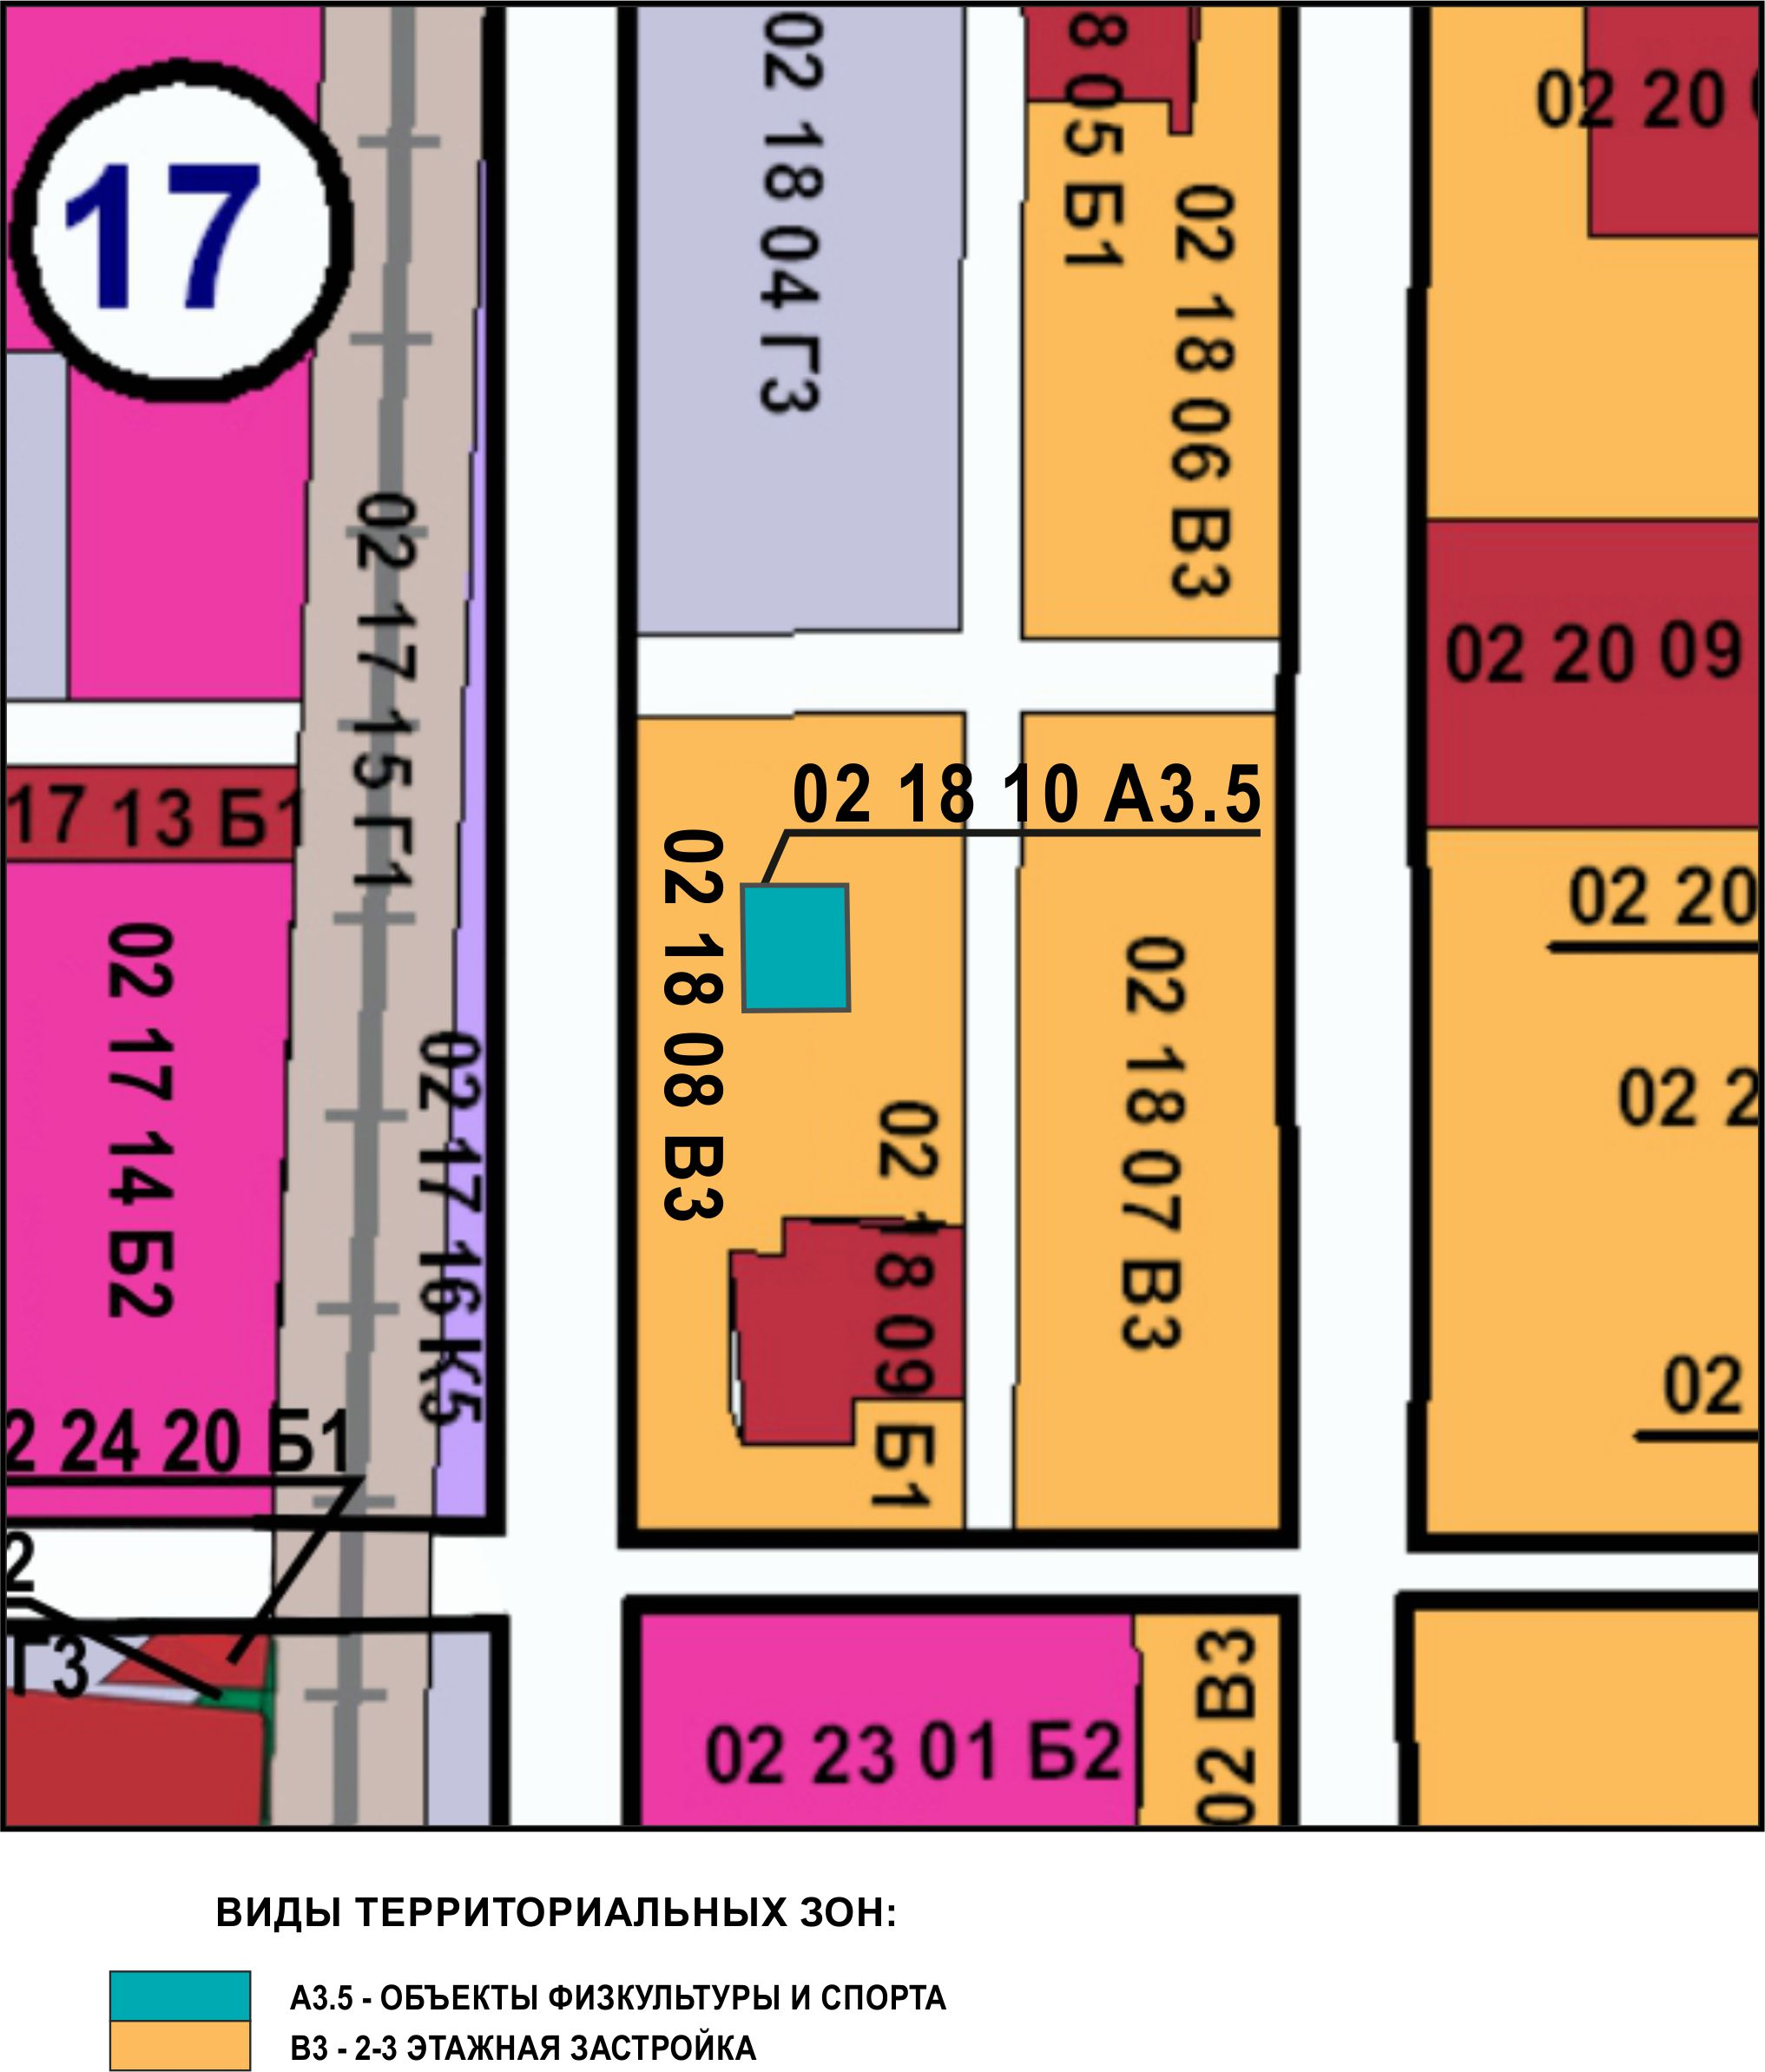 17
02 18 04 Г3
8 05 Б1
02 18 06 В3
02 20
02 17 15 Г1
02 20 09
17 13 Б1
02 18 10 А3.5
02 18 08 В3
02 20
02 17 14 Б2
02 17 16 К5
02 18 09 Б1
02 18 07 В3
02 2
02
2 24 20 Б1
2
Г3
02 23 01 Б2
20 В3
ВИДЫ ТЕРРИТОРИАЛЬНЫХ ЗОН:
А3.5 - ОБЪЕКТЫ ФИЗКУЛЬТУРЫ И СПОРТА
В3 - 2-3 ЭТАЖНАЯ ЗАСТРОЙКА